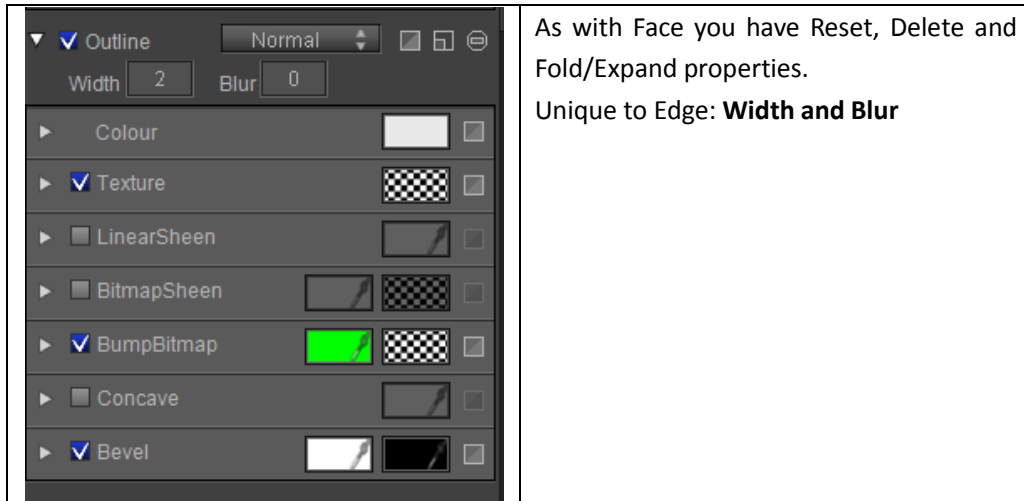 Outline Normal
Width 2 Blur 0
Colour
Texture
LinearSheen
BitmapSheen
BumpBitmap
Concave
Bevel
As with Face you have Reset, Delete and
Fold/Expand properties.
Unique to Edge: Width and Blur